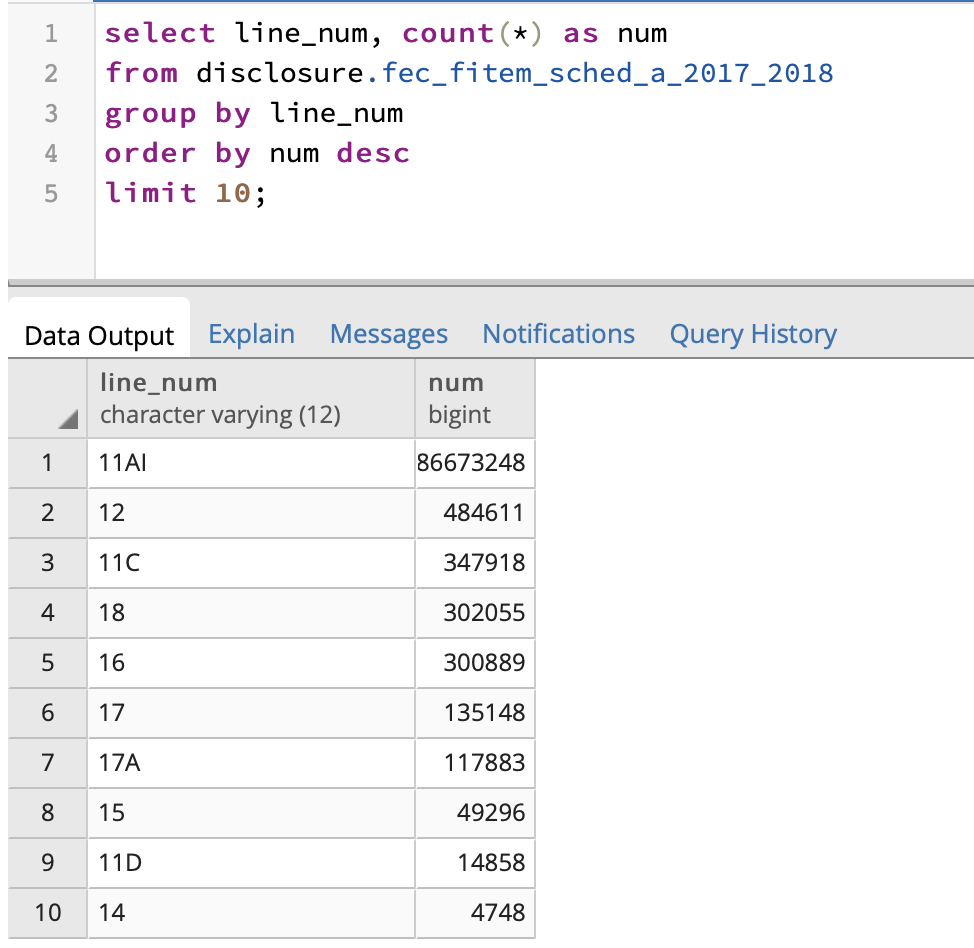 1 select line_num, count(*) as num
2 from disclosure.fec_fitem_sched_a_2017_2018
3 group by line_num
4 order by num desc
5 limit 10;
Data Output Explain Messages Notifications Query History
line_num num
character varying (12) bigint
1 11AI 86673248
2 12 484611
3 11C 347918
4 18 302055
5 16 300889
6 17 135148
7 17A 117883
8 15 49296
9 11D 14858
10 14 4748